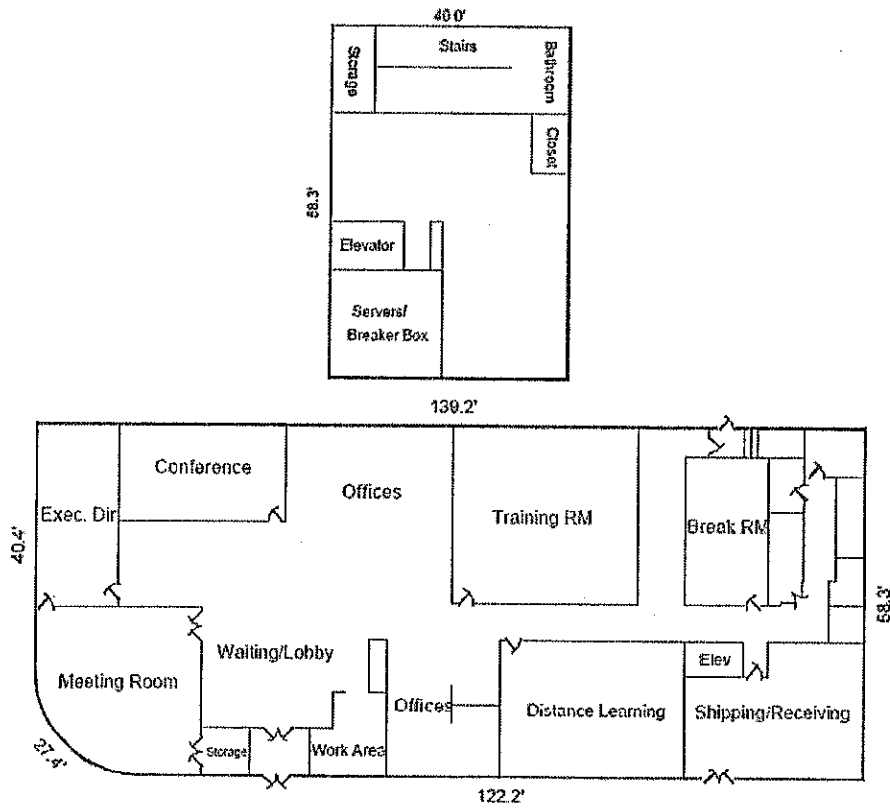 40 0'
Stairs
Storage
Bathroom
Closet
58.3'
Elevator
Servers/
Breaker Box
139.2'
Conference
Offices
Exec. Dir
Training RM
Break RM
40.4'
58.3'
Waiting/Lobby
Elev
Meeting Room
Offices
Distance Learning
Shipping/Receiving
27.4'
Storage
Work Area
122.2'